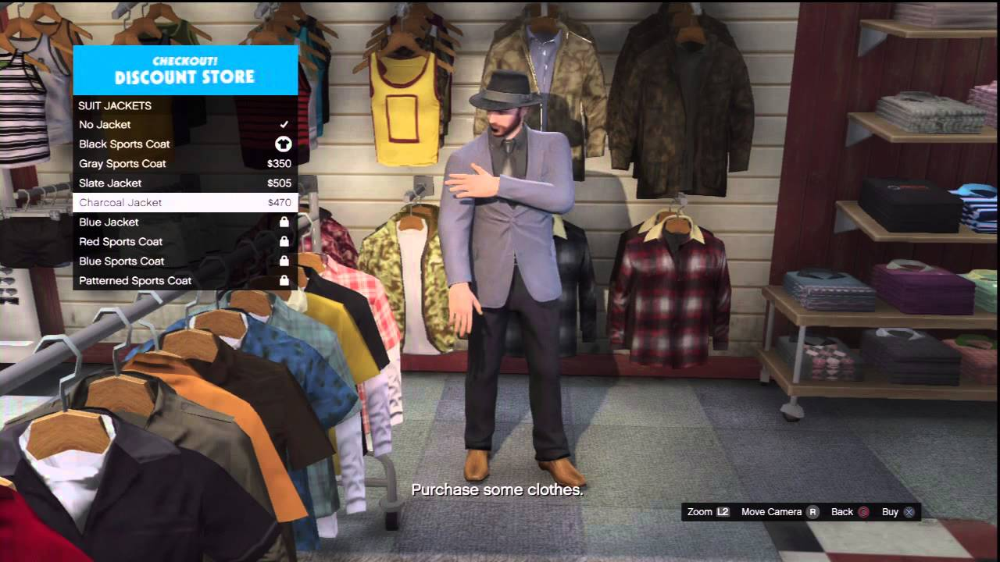 CHECKOUT!
DISCOUNT STORE
SUIT JACKETS
No Jacket
Black Sports Coat
Gray Sports Coat $350
Slate Jacket $505
Charcoal Jacket $470
Blue Jacket
Red Sports Coat
Blue Sports Coat
Patterned Sports Coat
Purchase some clothes.
Zoom L2 Move Camera R Back Buy